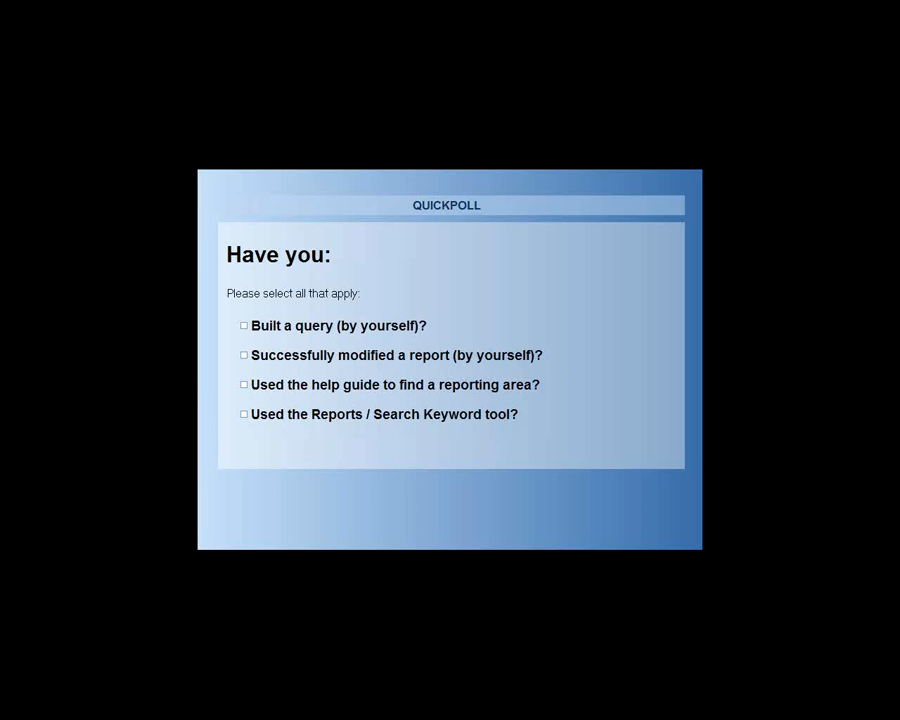 QUICKPOLL
Have you:
Please select all that apply:
Built a query (by yourself)?
Successfully modified a report (by yourself)?
Used the help guide to find a reporting area?
Used the Reports / Search Keyword tool?